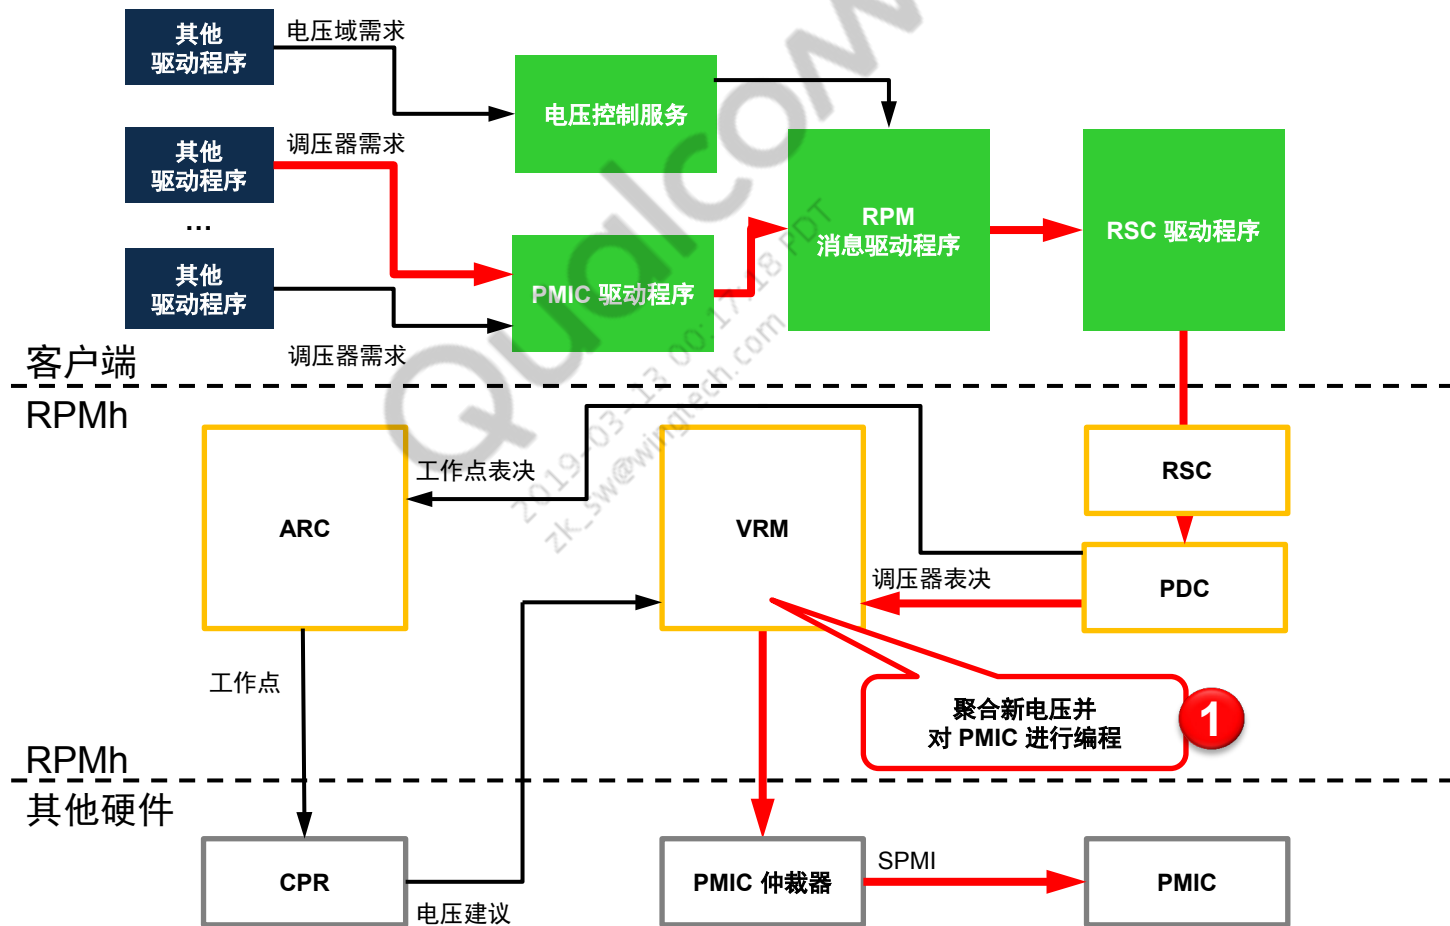 其他
驱动程序
电压域需求
电压控制服务
其他
驱动程序
调压器需求
...
其他
驱动程序
调压器需求
PMIC 驱动程序
RPM
消息驱动程序
RSC 驱动程序
客户端
RPMh
ARC
工作点表决
VRM
RSC
PDC
调压器表决
工作点
聚合新电压并
对 PMIC 进行编程
1
RPMh
其他硬件
CPR
电压建议
PMIC 仲裁器
SPMI
PMIC
Qualcom
2019-03-13 00:17:18 PDT
zk_sw@wingtech.com